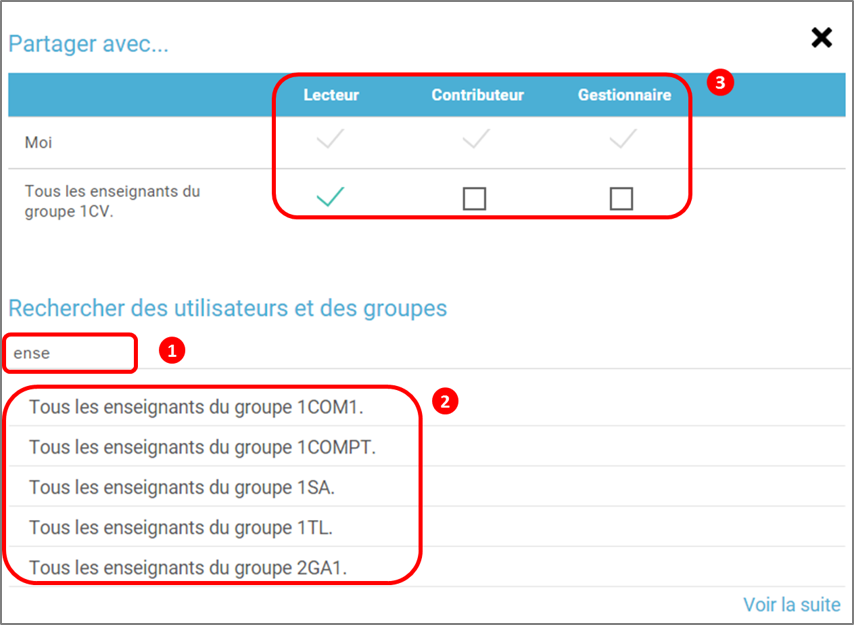 Partager avec...
Lecteur Contributeur Gestionnaire 3
Moi
Tous les enseignants du
groupe 1CV.
Rechercher des utilisateurs et des groupes
ense 1
Tous les enseignants du groupe 1COM1. 2
Tous les enseignants du groupe 1COMPT.
Tous les enseignants du groupe 1SA.
Tous les enseignants du groupe 1TL.
Tous les enseignants du groupe 2GA1.
Voir la suite